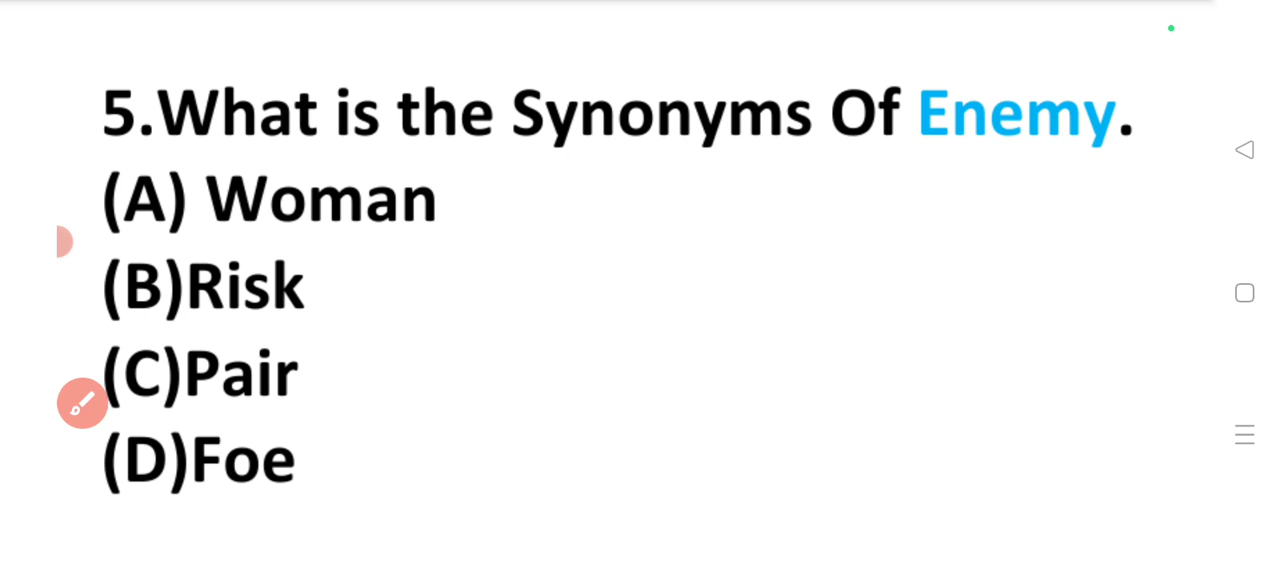 5.What is the Synonyms Of Enemy.
(A) Woman
(B)Risk
(C)Pair
(D)Foe